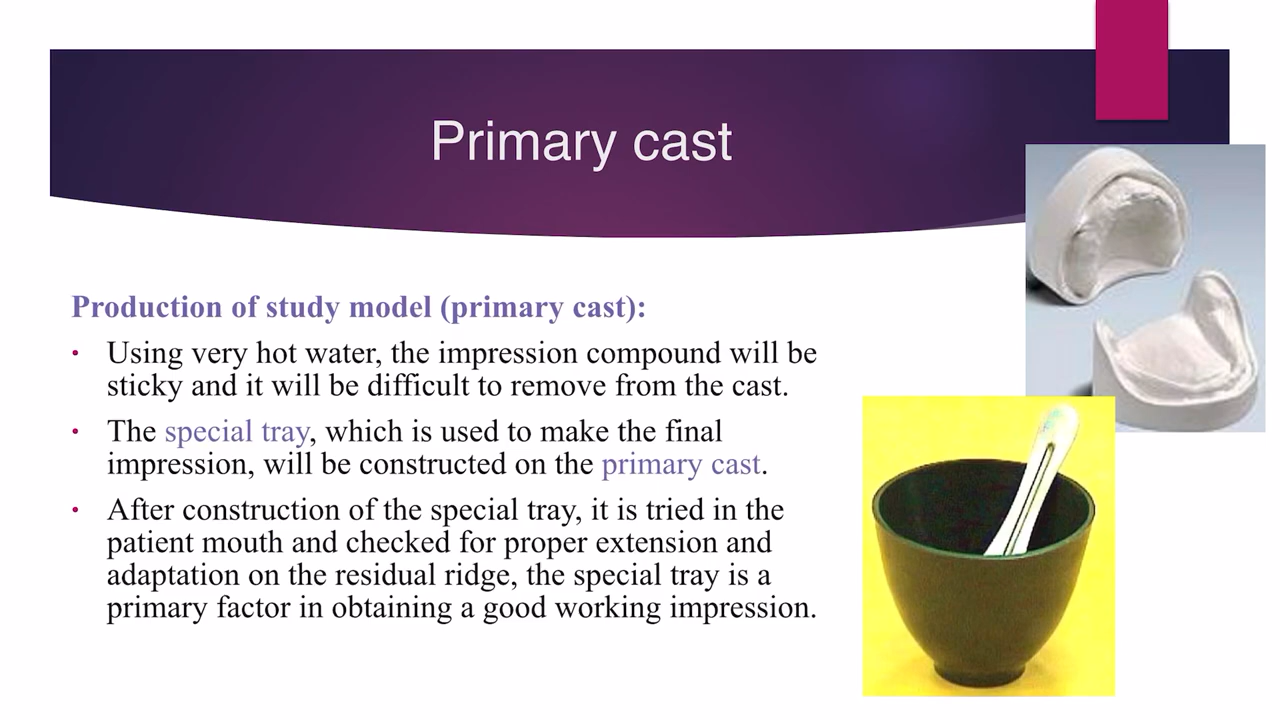 Primary cast
Production of study model (primary cast):
• Using very hot water, the impression compound will be
sticky and it will be difficult to remove from the cast.
• The special tray, which is used to make the final
impression, will be constructed on the primary cast.
• After construction of the special tray, it is tried in the
patient mouth and checked for proper extension and
adaptation on the residual ridge, the special tray is a
primary factor in obtaining a good working impression.